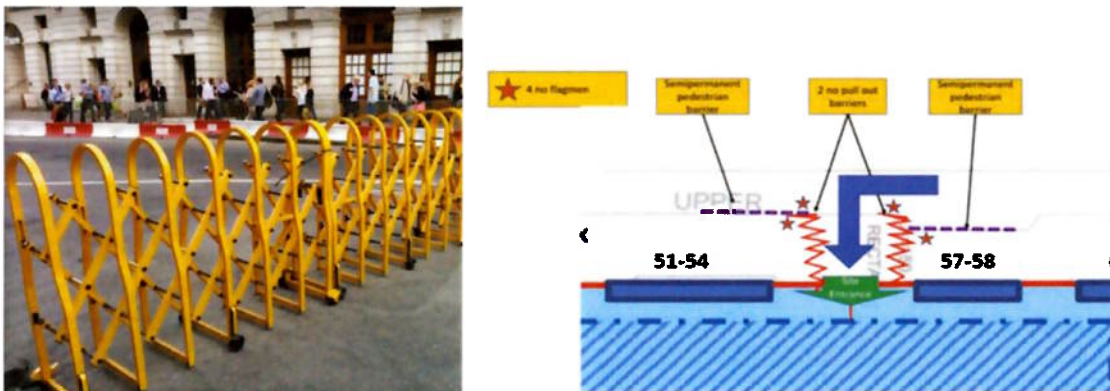 4 no flagmen
Semipermanent
pedestrian
barrier
2 no pull out
barriers
Semipermanent
pedestrian
barrier
UPPER
51-54
57-58
Site
Entrance